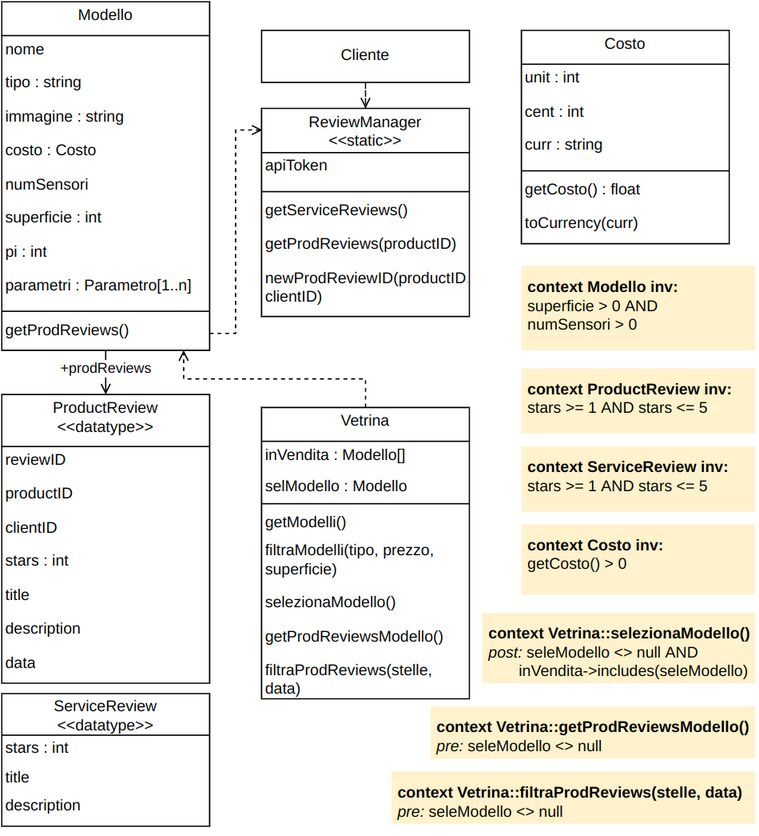 Modello
nome
tipo : string
immagine : string
costo : Costo
numSensori
superficie : int
pi : int
parametri : Parametro[1..n]
getProdReviews()
+prodReviews
ProductReview
<<datatype>>
reviewID
productID
clientID
stars : int
title
description
data
ServiceReview
<<datatype>>
stars : int
title
description
Cliente
ReviewManager
<<static>>
apiToken
getServiceReviews()
getProdReviews(productID)
newProdReviewID(productID
clientID)
Vetrina
inVendita : Modello[]
selModello : Modello
getModelli()
filtraModelli(tipo, prezzo,
superficie)
selezionaModello()
getProdReviewsModello()
filtraProdReviews(stelle,
data)
Costo
unit : int
cent : int
curr : string
getCosto() : float
toCurrency(curr)
context Modello inv:
superficie > 0 AND
numSensori > 0
context ProductReview inv:
stars >= 1 AND stars <= 5
context ServiceReview inv:
stars >= 1 AND stars <= 5
context Costo inv:
getCosto() > 0
context Vetrina::selezionaModello()
post: seleModello <> null AND
inVendita->includes(seleModello)
context Vetrina::getProdReviewsModello()
pre: seleModello <> null
context Vetrina::filtraProdReviews(stelle, data)
pre: seleModello <> null